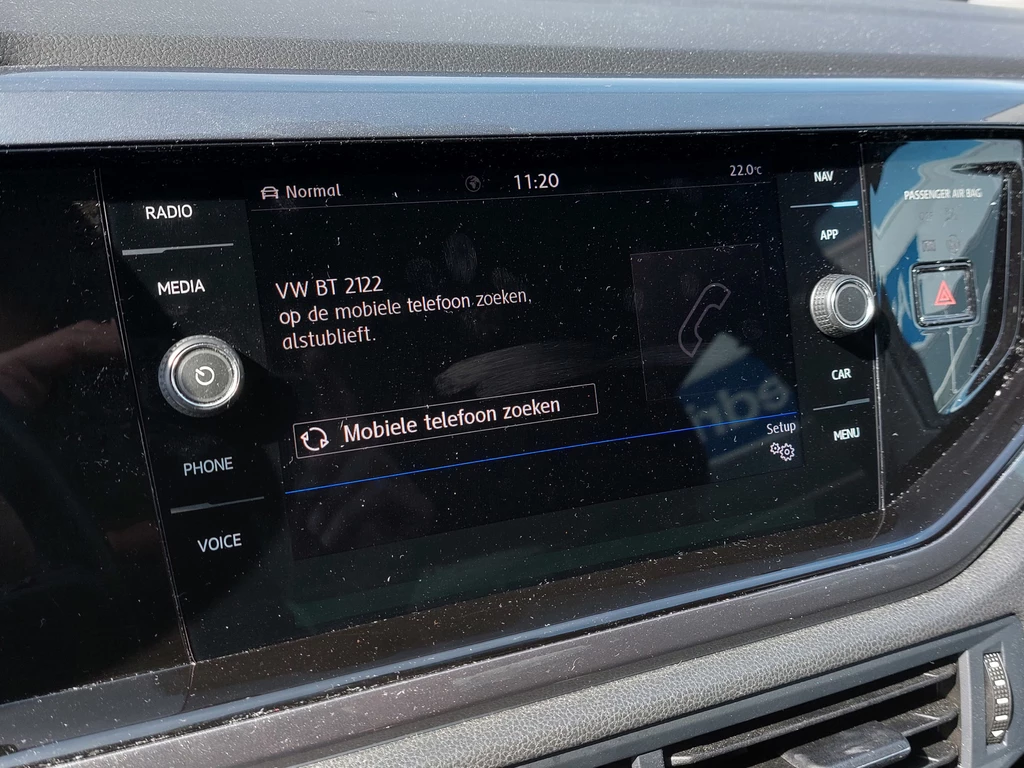 Normal
11:20
22.0°C
RADIO
MEDIA
PHONE
VOICE
VW BT 2122
op de mobiele telefoon zoeken,
alstublieft.
Mobiele telefoon zoeken
Setup
NAV
APP
CAR
MENU
PASSENGER AIR BAG